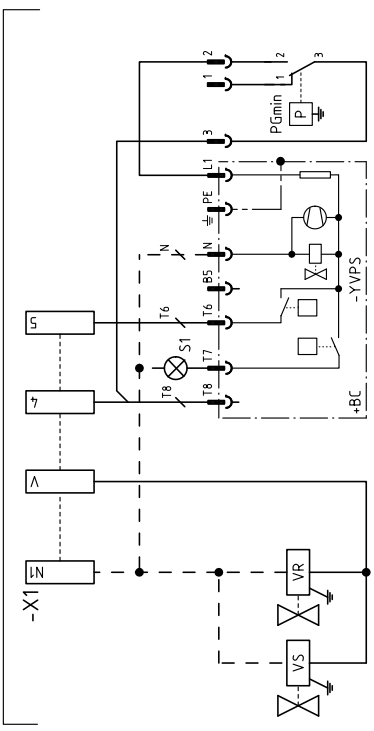 -X1
N1
V
4
5
T8
T6
N
S1
T8
T7
T6
B5
N
PE
L1
3
1
2
PGmin
1
2
P
3
VS
VR
+BC
-YVPS